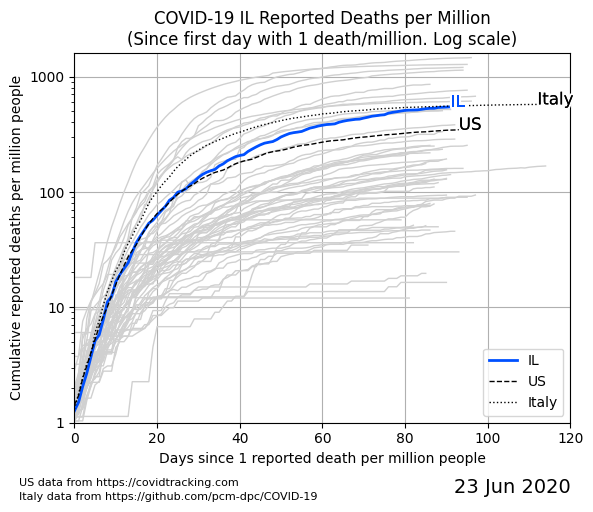 COVID-19 IL Reported Deaths per Million
(Since first day with 1 death/million. Log scale)
Cumulative reported deaths per million people
1000
100
10
1
IL
Italy
US
IL
US
Italy
0 20 40 60 80 100 120
Days since 1 reported death per million people
US data from https://covidtracking.com
Italy data from https://github.com/pcm-dpc/COVID-19
23 Jun 2020